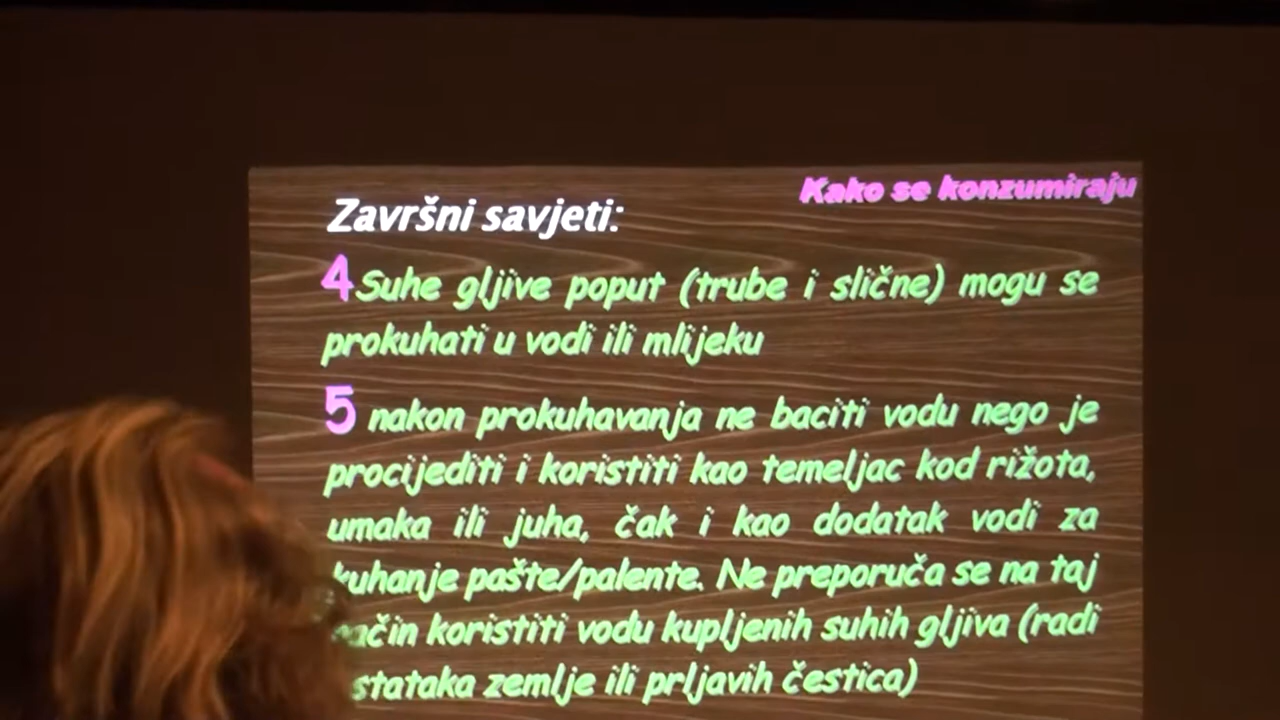 Kako se konzumiraju
Završni savjeti:
4 Suhe gljive poput (trube i slične) mogu se
prokuhati u vodi ili mlijeku
5 nakon prokuhavanja ne baciti vodu nego je
procijediti i koristiti kao temeljac kod rižota,
umaka ili juha, čak i kao dodatak vodi za
kuhanje pašte/palente. Ne preporuča se na taj
način koristiti vodu kupljenih suhih gljiva (radi
zemlje ili prljavih čestica)